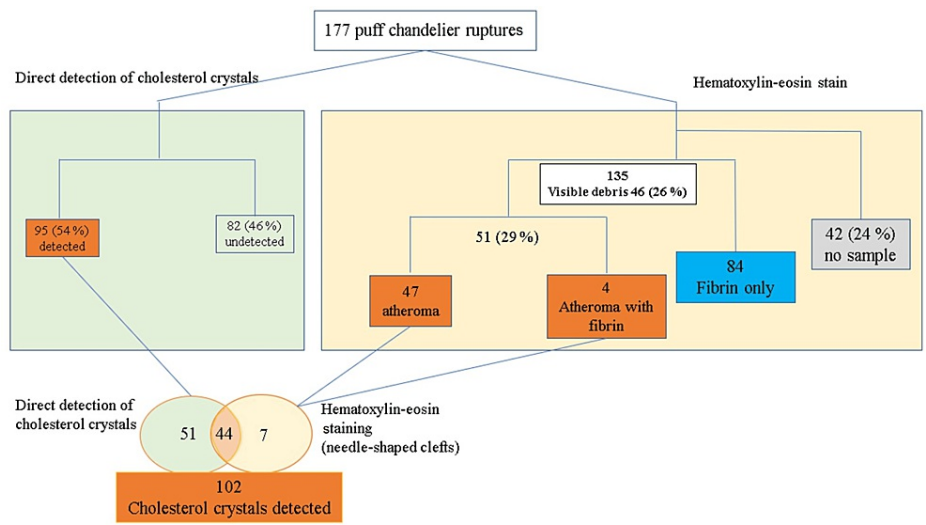 177 puff chandelier ruptures
Direct detection of cholesterol crystals
Hematoxylin-eosin stain
135
Visible debris 46 (26 %)
95 (54 %)
detected
82 (46 %)
undetected
51 (29 %)
42 (24 %)
no sample
84
Fibrin only
47
atheroma
4
Atheroma with
fibrin
Direct detection of
cholesterol crystals
51
44
7
Hematoxylin-eosin
staining
(needle-shaped clefts)
102
Cholesterol crystals detected